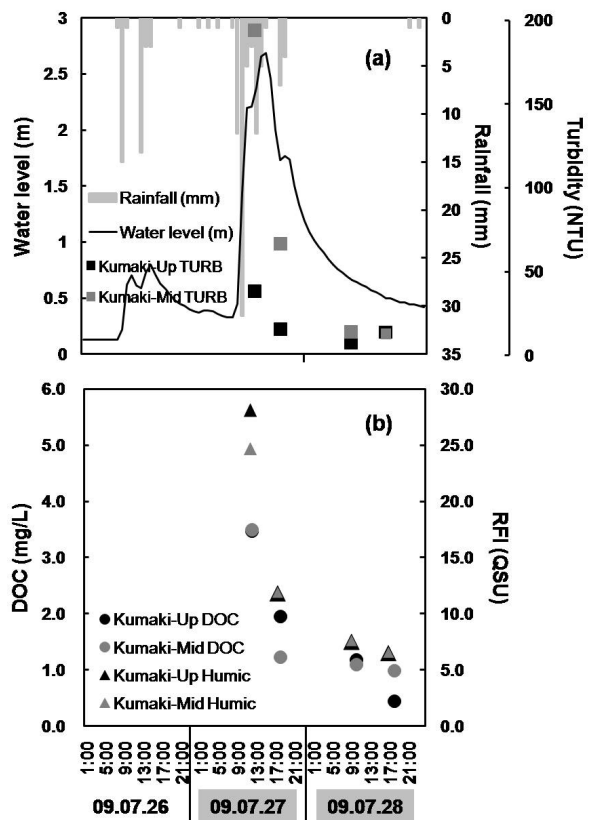 3
2.5
2
1.5
1
0.5
0
Water level (m)
(a)
0
5
10
15
20
25
30
35
Rainfall (mm)
200
150
100
50
0
Turbidity (NTU)
Rainfall (mm)
Water level (m)
Kumaki-Up TURB
Kumaki-Mid TURB
6.0
5.0
4.0
3.0
2.0
1.0
0.0
DOC (mg/L)
(b)
30.0
25.0
20.0
15.0
10.0
5.0
0.0
RFI (QSU)
Kumaki-Up DOC
Kumaki-Mid DOC
Kumaki-Up Humic
Kumaki-Mid Humic
1:00 5:00 9:00 13:00 17:00 21:00 1:00 5:00 9:00 13:00 17:00 21:00 1:00 5:00 9:00 13:00 17:00 21:00
09.07.26 09.07.27 09.07.28